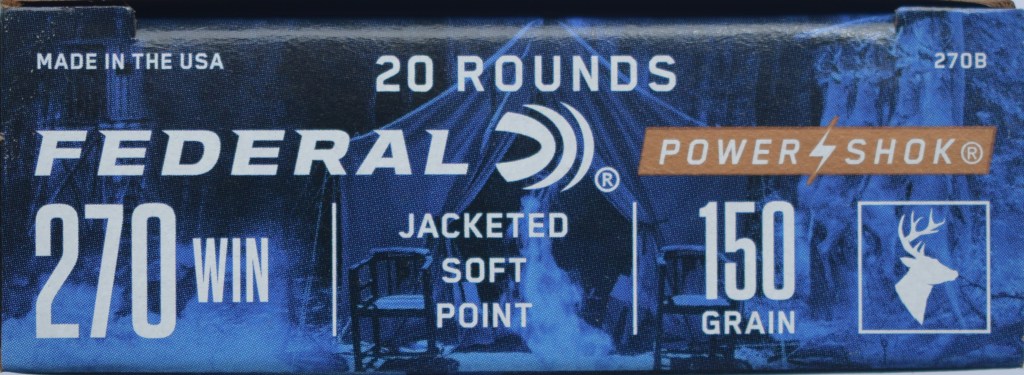 MADE IN THE USA
20 ROUNDS
270B
FEDERAL®
POWER SHOK®
270 WIN
JACKETED
SOFT
POINT
150
GRAIN